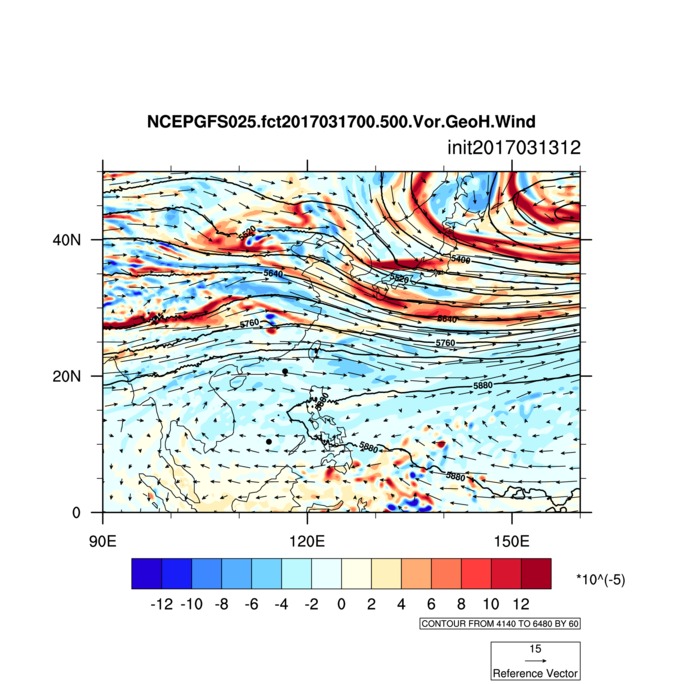 NCEPGFS025.fct2017031700.500.Vor.GeoH.Wind
init2017031312
40N
20N
0
90E 120E 150E
5520
5400
5520
5640
5640
5760
5760
5880
5880
5880
5880
-12 -10 -8 -6 -4 -2 0 2 4 6 8 10 12
*10^(-5)
CONTOUR FROM 4140 TO 6480 BY 60
15
Reference Vector